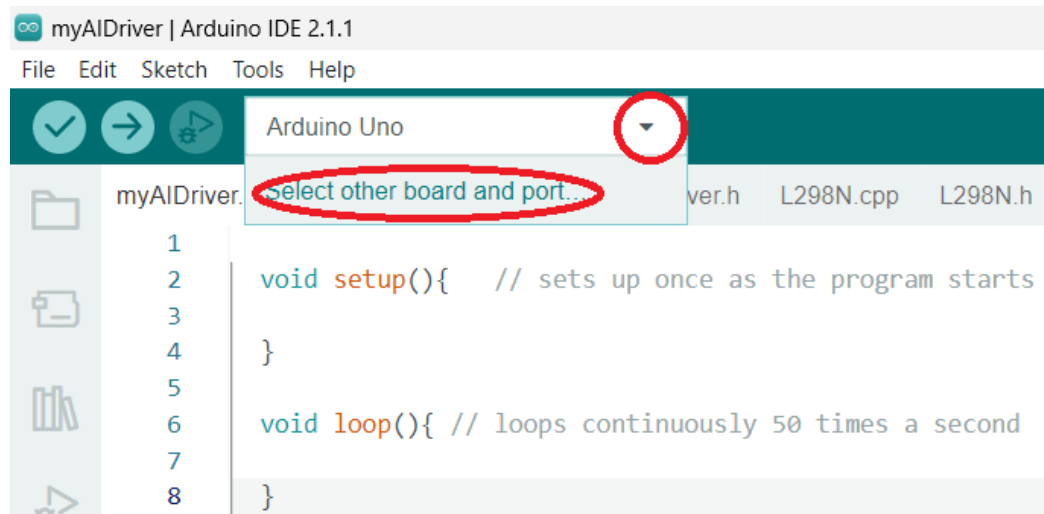 myAIDriver | Arduino IDE 2.1.1
File Edit Sketch Tools Help
Arduino Uno
Select other board and port...
myAIDriver. ver.h L298N.cpp L298N.h
1
2 void setup(){ // sets up once as the program starts
3
4 }
5
6 void loop(){ // loops continuously 50 times a second
7
8 }